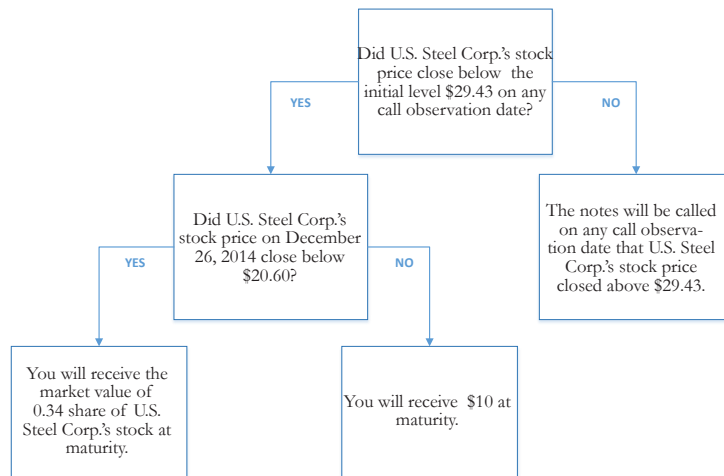 Did U.S. Steel Corp.'s stock
price close below the
initial level $29.43 on any
call observation date?
YES
NO
Did U.S. Steel Corp.'s
stock price on December
26, 2014 close below
$20.60?
The notes will be called
on any call observa-
tion date that U.S. Steel
Corp.'s stock price
closed above $29.43.
YES
NO
You will receive the
market value of
0.34 share of U.S.
Steel Corp.'s stock at
maturity.
You will receive $10 at
maturity.